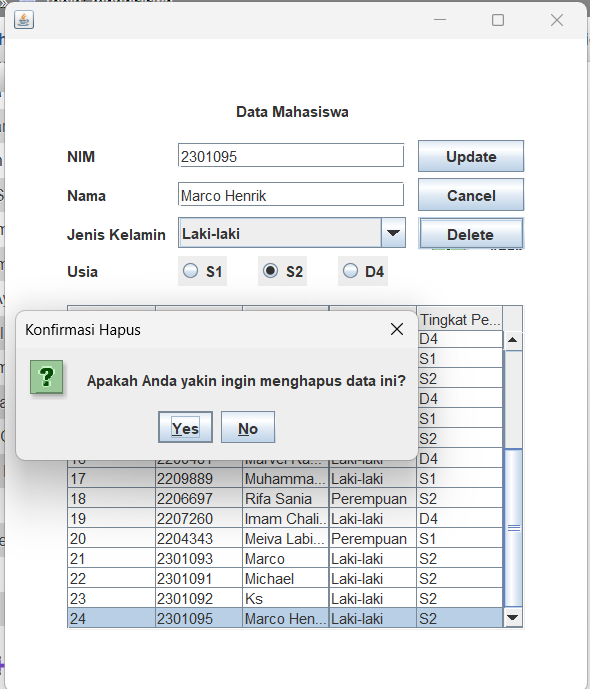 Data Mahasiswa
NIM 2301095 Update
Nama Marco Henrik Cancel
Jenis Kelamin Laki-laki Delete
Usia S1 S2 D4
Tingkat Pe...
D4
S1
S2
D4
S1
S2
Konfirmasi Hapus
Apakah Anda yakin ingin menghapus data ini?
Yes No
Laki-laki D4
17 2209889 Muhamma... Laki-laki S1
18 2206697 Rifa Sania Perempuan S2
19 2207260 Imam Chali... Laki-laki D4
20 2204343 Meiva Labi... Perempuan S1
21 2301093 Marco Laki-laki S2
22 2301091 Michael Laki-laki S2
23 2301092 Ks Laki-laki S2
24 2301095 Marco Hen... Laki-laki S2